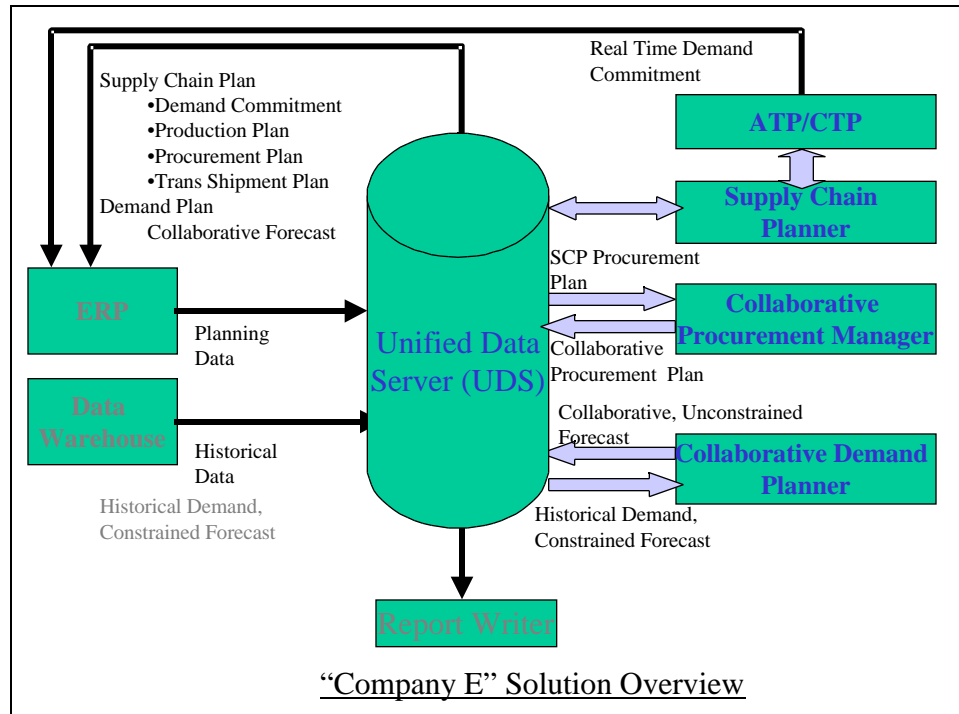 Real Time Demand
Commitment
Supply Chain Plan
•Demand Commitment
•Production Plan
•Procurement Plan
•Trans Shipment Plan
Demand Plan
Collaborative Forecast
ATP/CTP
Supply Chain
Planner
SCP Procurement
Plan
ERP
Planning
Data
Unified Data
Server (UDS)
Collaborative
Procurement Manager
Collaborative
Procurement Plan
Data
Warehouse
Historical
Data
Historical Demand,
Constrained Forecast
Collaborative, Unconstrained
Forecast
Collaborative Demand
Planner
Historical Demand,
Constrained Forecast
Report Writer
“Company E” Solution Overview